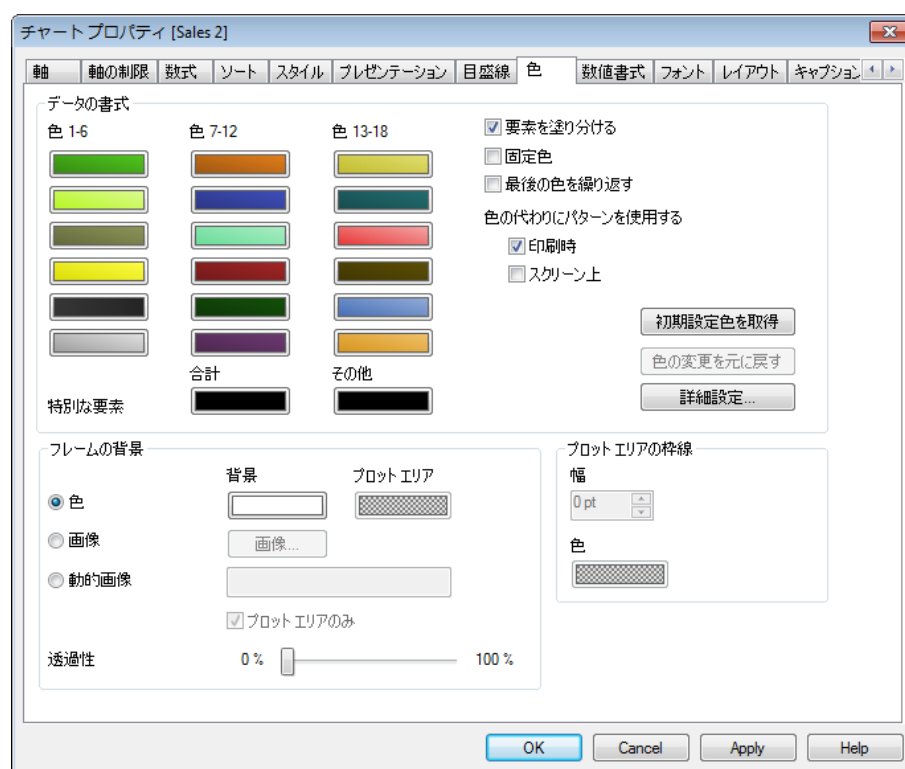 チャート プロパティ [Sales 2]
軸 軸の制限 数式 ソート スタイル プレゼンテーション 目盛線 色 数値書式 フォント レイアウト キャプション
データの書式
色 1-6 色 7-12 色 13-18
要素を塗り分ける
固定色
最後の色を繰り返す
色の代わりにパターンを使用する
印刷時
スクリーン上
初期設定色を取得
色の変更を元に戻す
詳細設定...
合計 その他
特別な要素
フレームの背景
背景 プロット エリア
色
画像 画像...
動的画像
プロット エリアのみ
透過性 0 % 100 %
プロット エリアの枠線
幅
0 pt
色
OK Cancel Apply Help